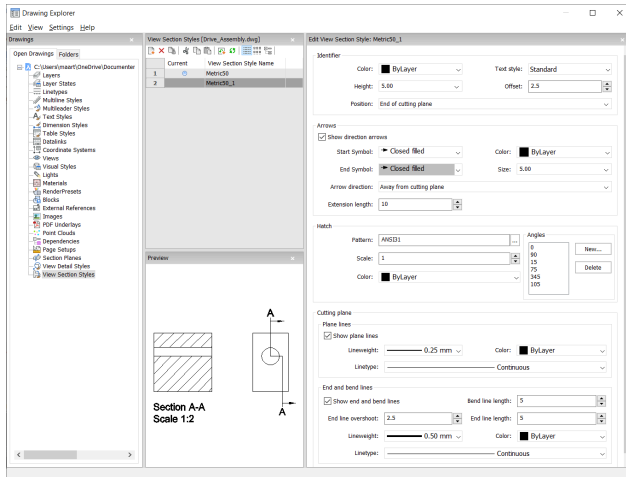 Drawing Explorer
Edit View Settings Help
Drawings
Open Drawings Folders
C:\Users\mzart\OneDrive\Documenter
Layers
Layer States
Linetypes
Multiline Styles
Multileader Styles
Text Styles
Dimension Styles
Table Styles
Datalinks
Coordinate Systems
Views
Visual Styles
Lights
Materials
RenderPresets
Blocks
External References
Images
PDF Underlays
Point Clouds
Dependencies
Page Setups
Section Planes
View Detail Styles
View Section Styles
View Section Styles [Drive_Assembly.dwg]
Current View Section Style Name
1 Metric50
2 Metric50_1
Preview
A
A
Section A-A
Scale 1:2
Edit View Section Style: Metric50_1
Identifier
Color: ByLayer Text style: Standard
Height: 5.00 Offset: 2.5
Position: End of cutting plane
Arrows
Show direction arrows
Start Symbol: Closed filled Color: ByLayer
End Symbol: Closed filled Size: 5.00
Arrow direction: Away from cutting plane
Extension length: 10
Hatch
Pattern: ANSI31 ...
Scale: 1
Color: ByLayer
Angles
0
90
15
75
345
105
New...
Delete
Cutting plane
Plane lines
Show plane lines
Lineweight: 0.25 mm Color: ByLayer
Linetype: Continuous
End and bend lines
Show end and bend lines Bend line length: 5
End line overshoot: 2.5 End line length: 5
Lineweight: 0.50 mm Color: ByLayer
Linetype: Continuous